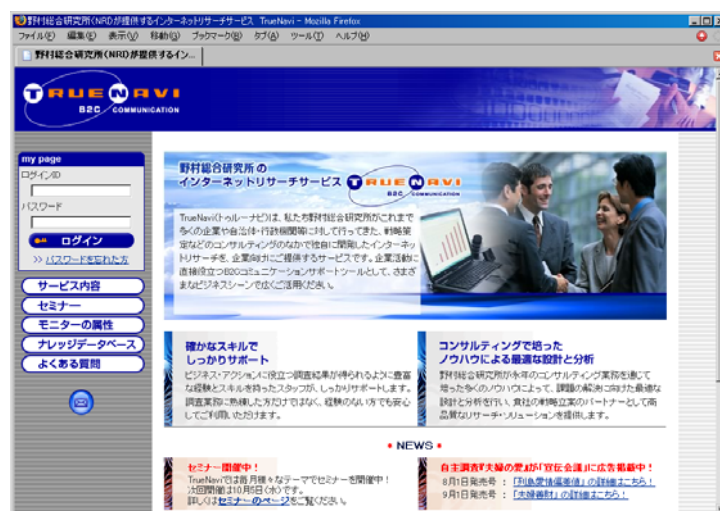 野村総合研究所(NRI)が提供するインターネットリサーチサービス TrueNavi - Mozilla Firefox
ファイル(F) 編集(E) 表示(V) 移動(G) ブックマーク(B) タブ(A) ツール(T) ヘルプ(H)
野村総合研究所(NRI)が提供するイン...
TRUE NAVI
B2C COMMUNICATION
my page
ログインID
パスワード
ログイン
>> パスワードを忘れた方
サービス内容
セミナー
モニターの属性
ナレッジデータベース
よくある質問
野村総合研究所の
インターネットリサーチサービス TRUE NAVI
B2C COMMUNICATION
TrueNavi(トゥルーナビ)は、私たち野村総合研究所がこれまで
多くの企業や自治体・行政機関等に対して行ってきた、戦略策
定などのコンサルティングのなかで独自に開発したインターネッ
トリサーチを、企業向けにご提供するサービスです。企業活動に
直接役立つB2Cコミュニケーションサポートツールとして、さまざ
まなビジネスシーンで広くご活用ください。
確かなスキルで
しっかりサポート
ビジネス・アクションに役立つ調査結果が得られるように豊富
な経験とスキルを持ったスタッフが、しっかりサポートします。
調査業務に熟練した方だけではなく、経験のない方でも安心
してご利用いただけます。
コンサルティングで培った
ノウハウによる最適な設計と分析
野村総合研究所が永年のコンサルティング業務を通じて
培った多くのノウハウによって、課題の解決に向けた最適な
設計と分析を行い、貴社の戦略立案のパートナーとして高
品質なリサーチ・ソリューションを提供します。
● NEWS ●
セミナー開催中!
TrueNaviでは毎月様々なテーマでセミナーを開催中!
次回開催は10月5日(水)です。
詳しくはセミナーのページをご覧ください。
自主調査『夫婦の愛』が「宣伝会議」に広告掲載中!
8月1日発売号 : 「列島愛情偏差値」の詳細はこちら!
9月1日発売号 : 「夫婦善財」の詳細はこちら!